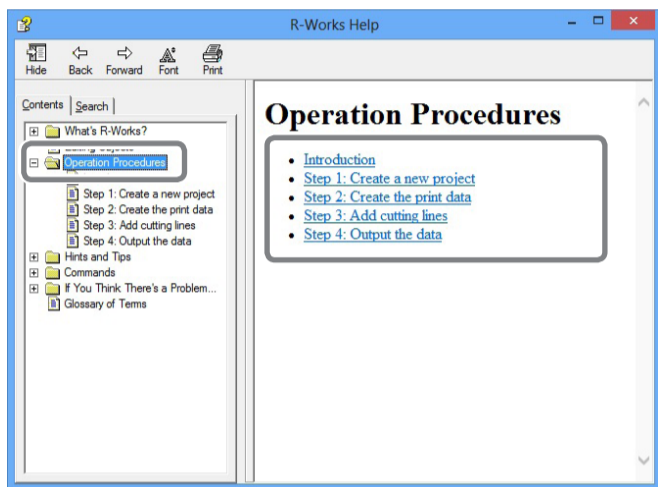 R-Works Help
Hide Back Forward Font Print
Contents Search
What's R-Works?
Operation Procedures
Step 1: Create a new project
Step 2: Create the print data
Step 3: Add cutting lines
Step 4: Output the data
Hints and Tips
Commands
If You Think There's a Problem...
Glossary of Terms
Operation Procedures
Introduction
Step 1: Create a new project
Step 2: Create the print data
Step 3: Add cutting lines
Step 4: Output the data